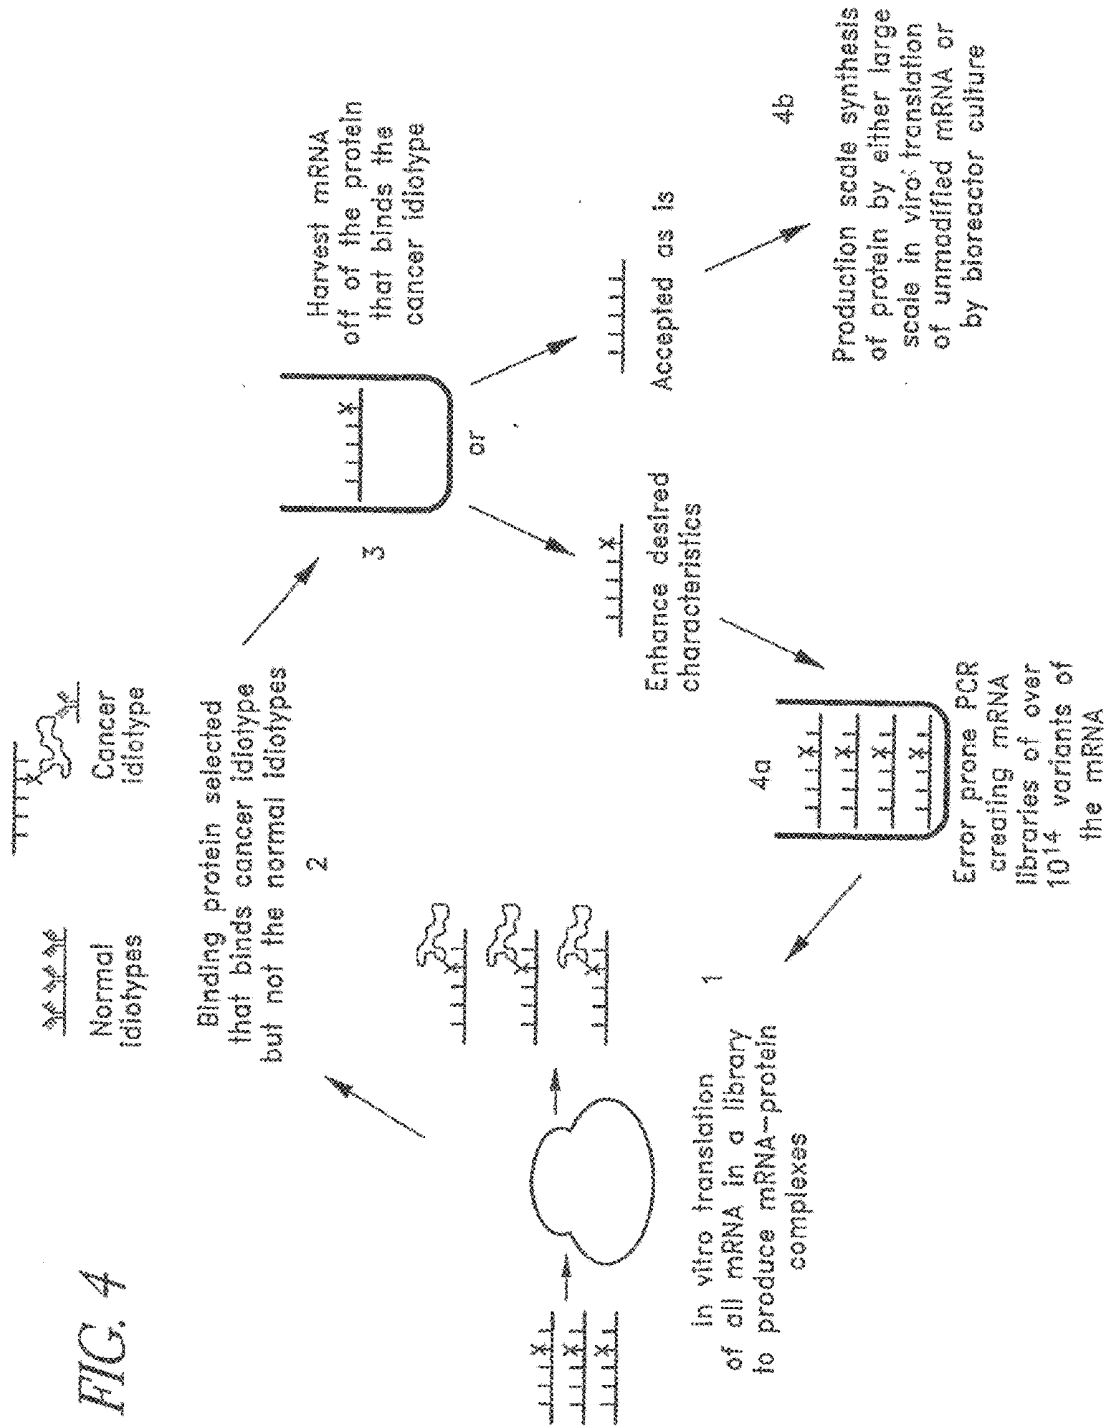 FIG. 4
Normal
idiotypes
Cancer
idiotype
Binding protein selected
that binds cancer idiotype
but not the normal idiotypes
2
3
Harvest mRNA
off of the protein
that binds the
cancer idiotype
or
Enhance desired
characteristics
Accepted as is
4a
Error prone PCR
creating mRNA
libraries of over
10¹⁴ variants of
the mRNA
4b
Production scale synthesis
of protein by either large
scale in viro translation
of unmodified mRNA or
by bioreactor culture
1
In vitro translation
of all mRNA in a library
to produce mRNA-protein
complexes
X
X
X
X
X
X
X
X
X
X
X
X
X